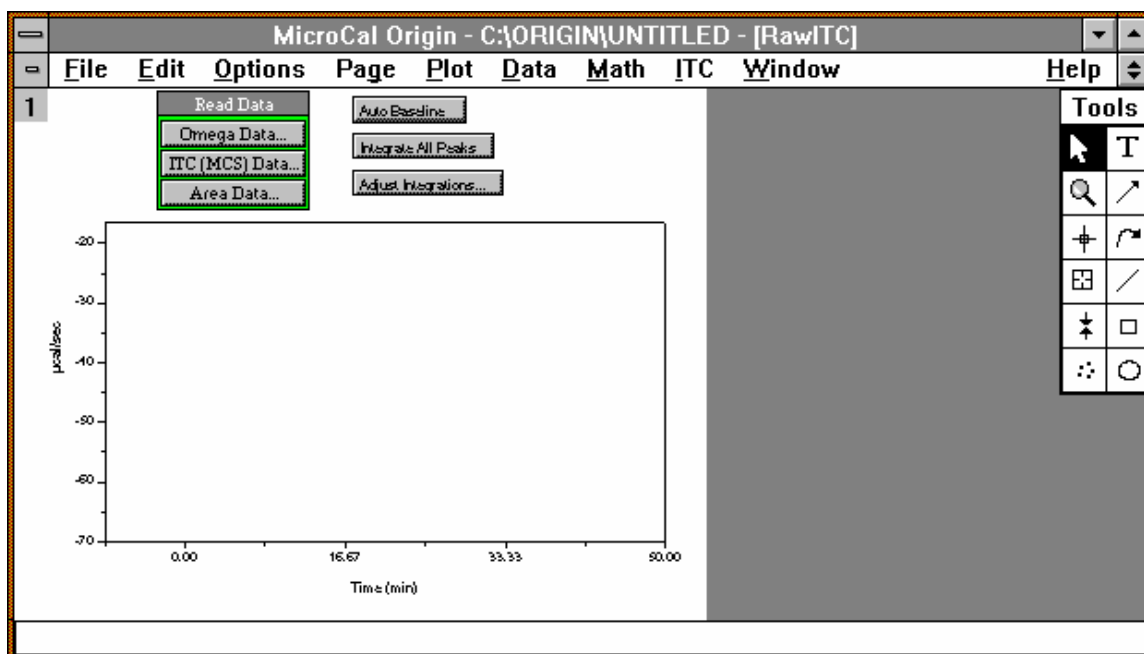 MicroCal Origin - C:\ORIGIN\UNTITLED - [RawITC]
File Edit Options Page Plot Data Math ITC Window Help
1
Read Data
Omega Data...
ITC (MCS) Data...
Area Data...
Auto Baseline
Integrate All Peaks
Adjust Integrations...
Tools
T
-20
-30
-40
-50
-60
-70
µcal/sec
0.00 16.67 33.33 50.00
Time (min)